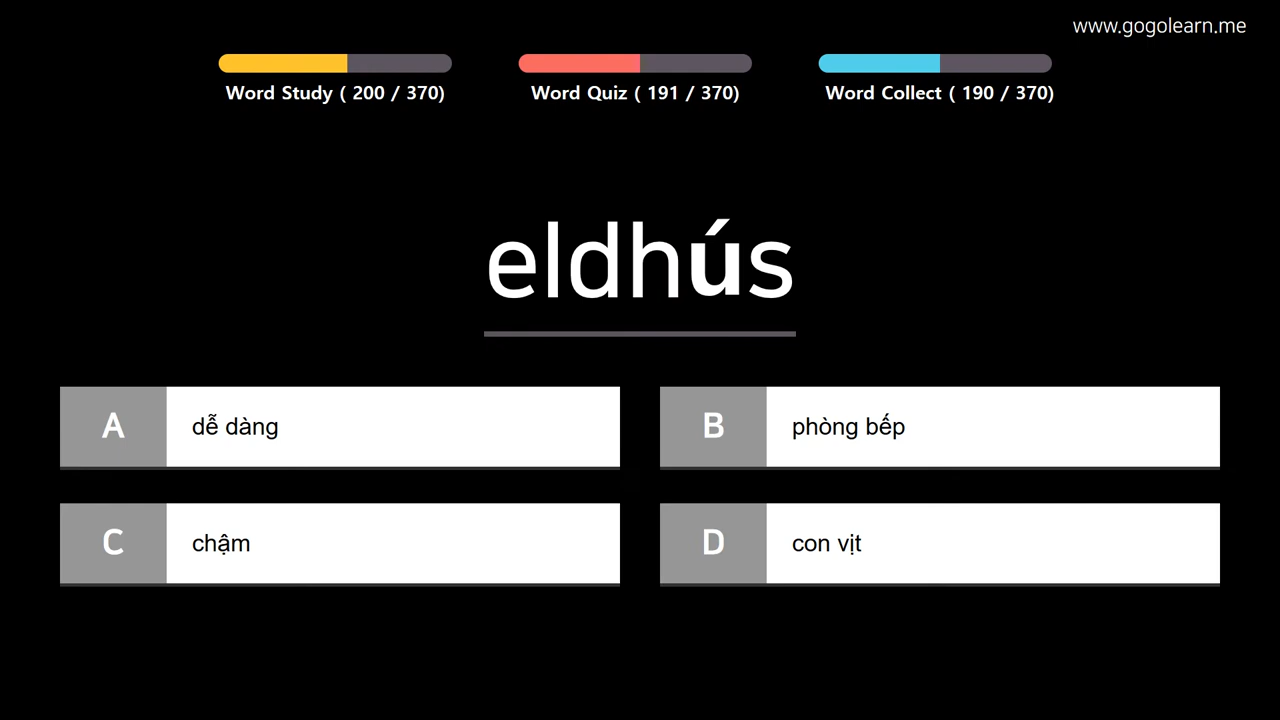 www.gogolearn.me
Word Study ( 200 / 370)
Word Quiz ( 191 / 370)
Word Collect ( 190 / 370)
eldhús
A dễ dàng
B phòng bếp
C chậm
D con vịt